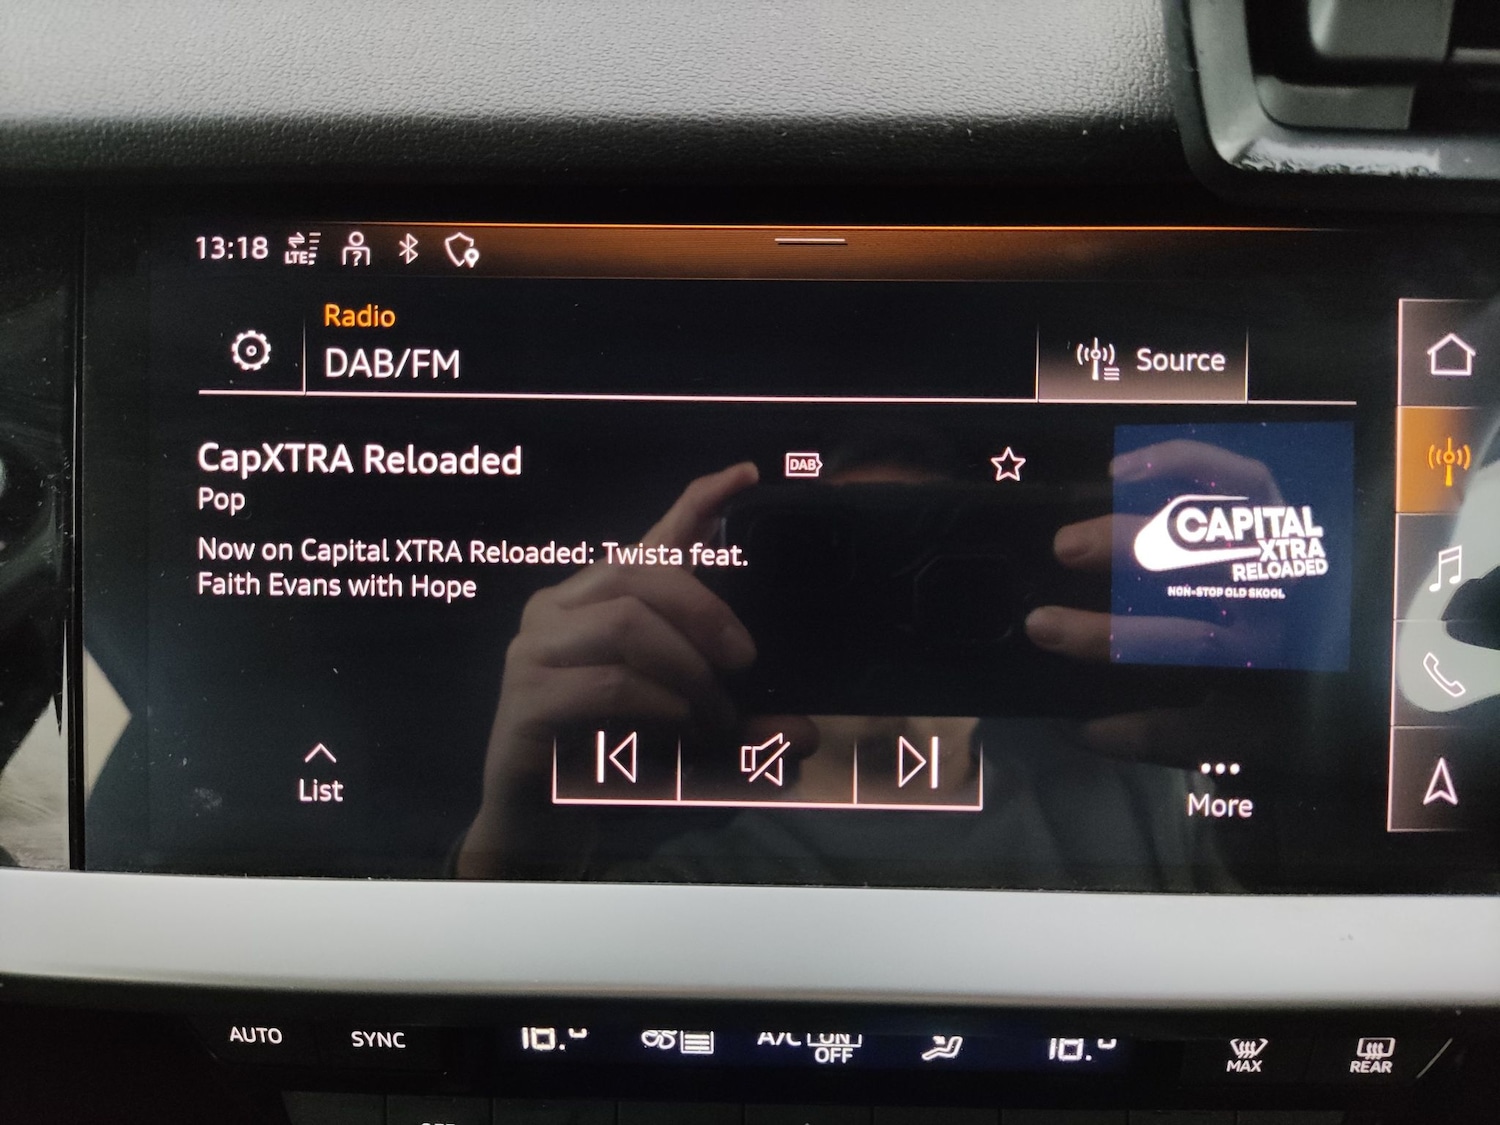 13:18 LTE
Radio
DAB/FM
Source
CapXTRA Reloaded
DAB
Pop
Now on Capital XTRA Reloaded: Twista feat.
Faith Evans with Hope
CAPITAL
XTRA
RELOADED
NON-STOP OLD SKOOL
List
More
AUTO
SYNC
A/C ON
OFF
MAX
REAR